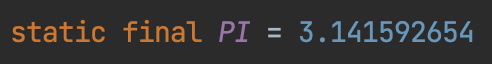 static final PI = 3.141592654